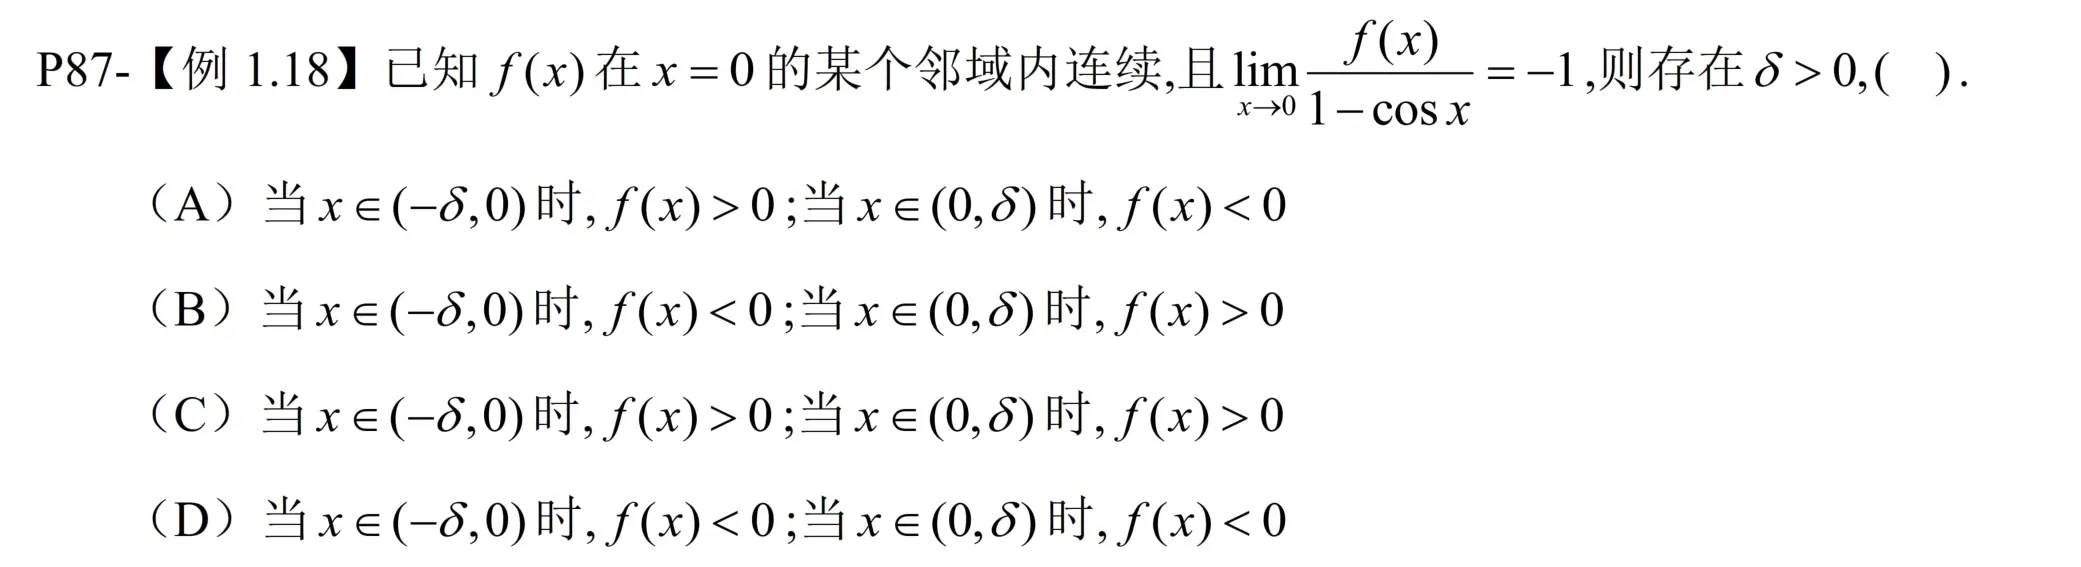 P87-【例 1.18】已知 f(x) 在 x = 0 的某个邻域内连续,且 lim_{x→0} f(x)/(1−cos x) = −1,则存在 δ > 0,( ).
（A）当 x∈(−δ,0) 时, f(x) > 0 ;当 x∈(0,δ) 时, f(x) < 0
（B）当 x∈(−δ,0) 时, f(x) < 0 ;当 x∈(0,δ) 时, f(x) > 0
（C）当 x∈(−δ,0) 时, f(x) > 0 ;当 x∈(0,δ) 时, f(x) > 0
（D）当 x∈(−δ,0) 时, f(x) < 0 ;当 x∈(0,δ) 时, f(x) < 0